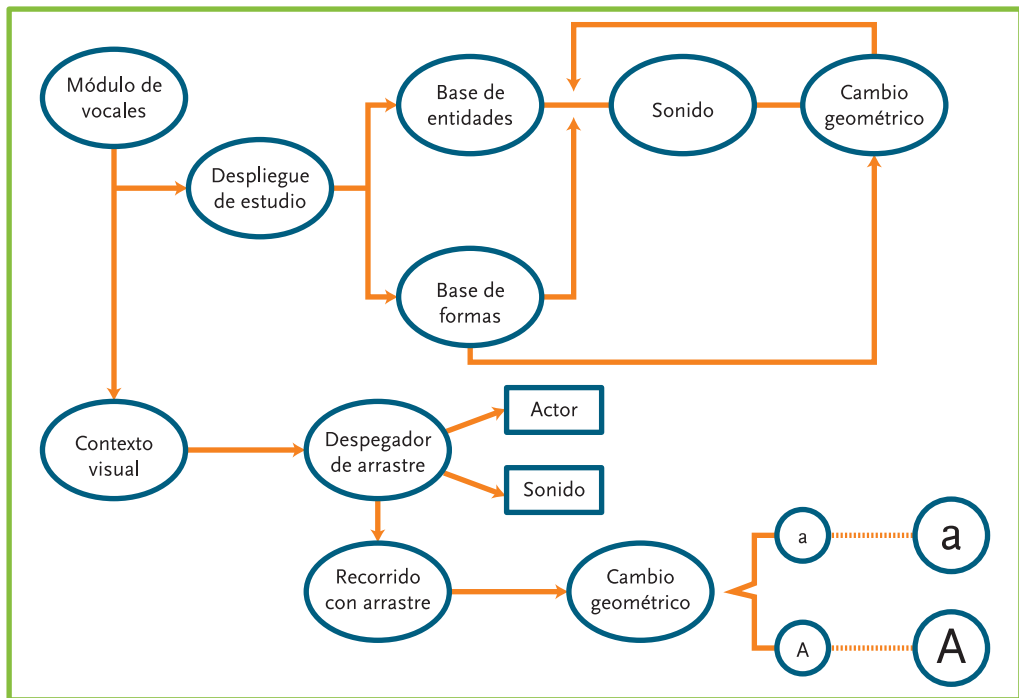 Módulo de
vocales
Despliegue
de estudio
Base de
entidades
Sonido
Cambio
geométrico
Base de
formas
Contexto
visual
Despegador
de arrastre
Actor
Sonido
Recorrido
con arrastre
Cambio
geométrico
a
a
A
A